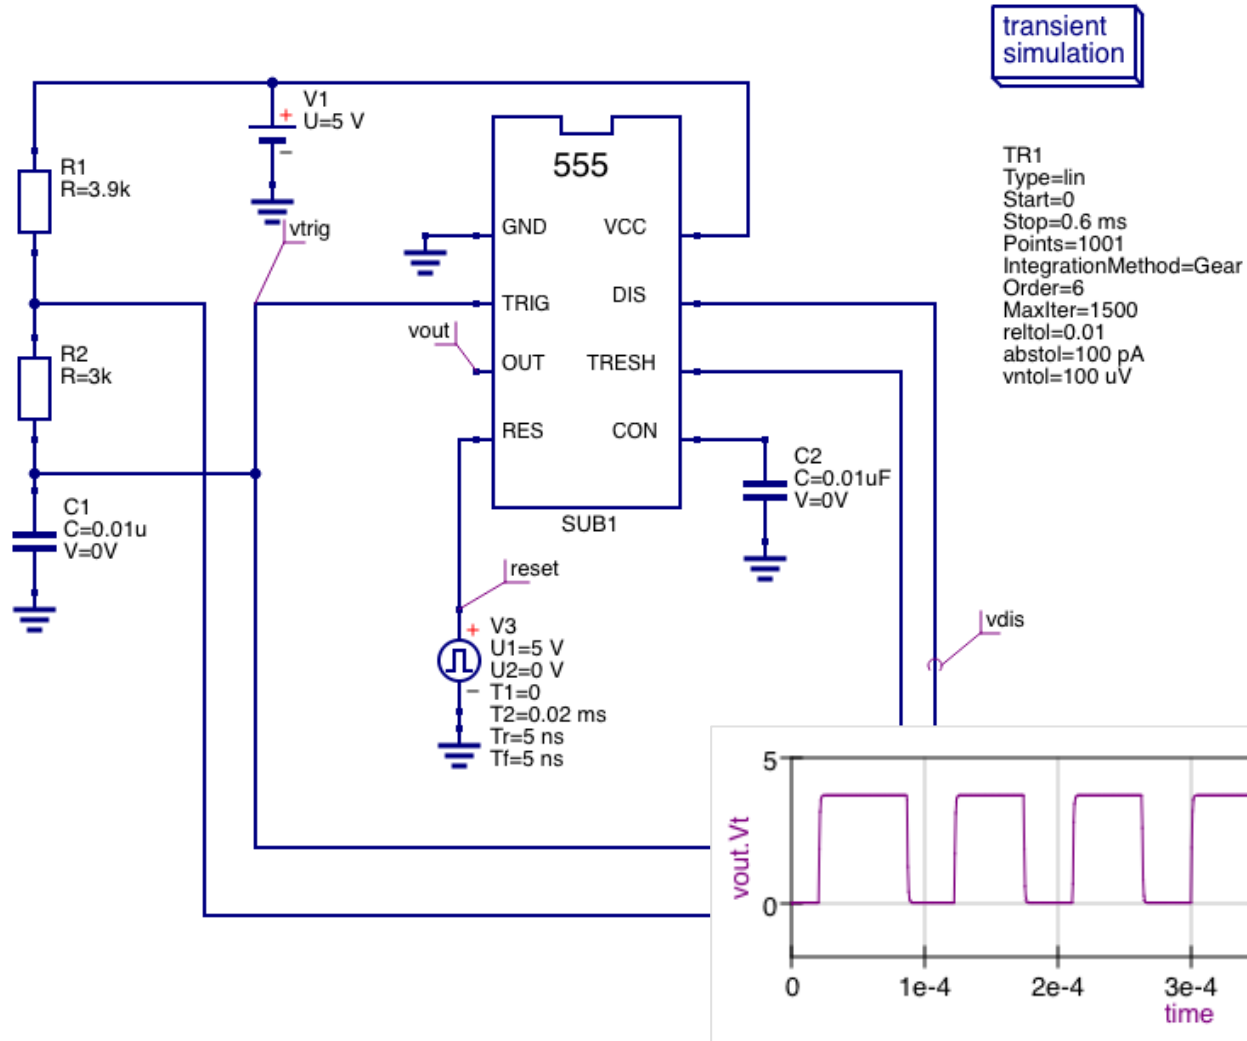 transient
simulation
V1
U=5 V
+
−
R1
R=3.9k
vtrig
555
GND
VCC
TRIG
DIS
vout
OUT
TRESH
RES
CON
SUB1
TR1
Type=lin
Start=0
Stop=0.6 ms
Points=1001
IntegrationMethod=Gear
Order=6
MaxIter=1500
reltol=0.01
abstol=100 pA
vntol=100 uV
R2
R=3k
C2
C=0.01uF
V=0V
C1
C=0.01u
V=0V
reset
+
−
V3
U1=5 V
U2=0 V
T1=0
T2=0.02 ms
Tr=5 ns
Tf=5 ns
vdis
5
0
vout.Vt
0
1e-4
2e-4
3e-4
time